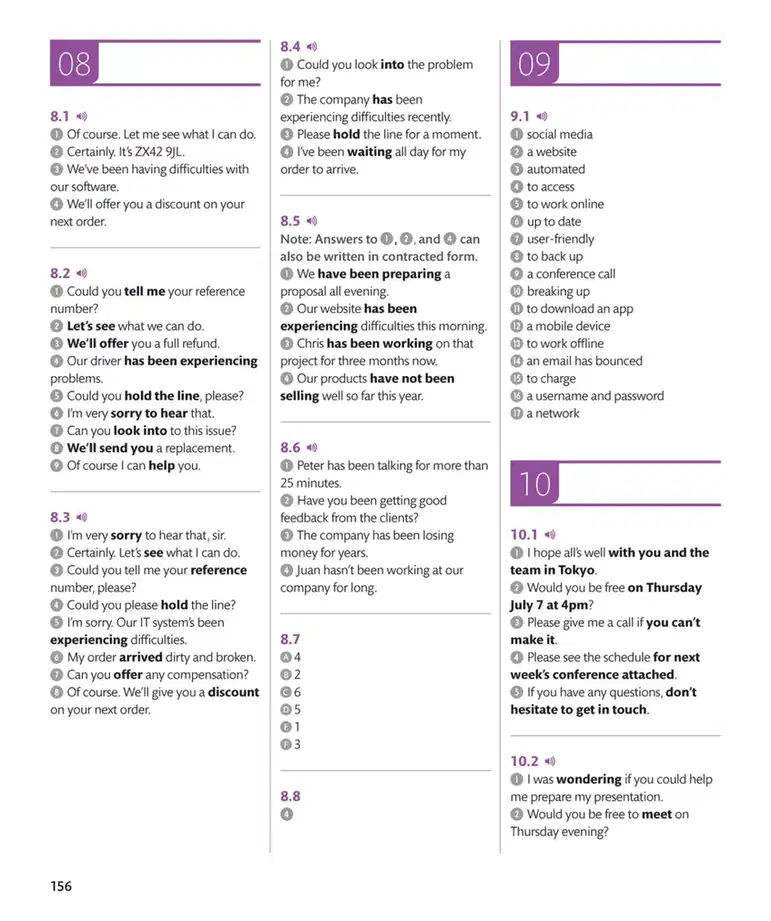 08
8.1
1 Of course. Let me see what I can do.
2 Certainly. It's ZX42 9JL.
3 We've been having difficulties with
our software.
4 We'll offer you a discount on your
next order.
8.2
1 Could you tell me your reference
number?
2 Let's see what we can do.
3 We'll offer you a full refund.
4 Our driver has been experiencing
problems.
5 Could you hold the line, please?
6 I'm very sorry to hear that.
7 Can you look into to this issue?
8 We'll send you a replacement.
9 Of course I can help you.
8.3
1 I'm very sorry to hear that, sir.
2 Certainly. Let's see what I can do.
3 Could you tell me your reference
number, please?
4 Could you please hold the line?
5 I'm sorry. Our IT system's been
experiencing difficulties.
6 My order arrived dirty and broken.
7 Can you offer any compensation?
8 Of course. We'll give you a discount
on your next order.
8.4
1 Could you look into the problem
for me?
2 The company has been
experiencing difficulties recently.
3 Please hold the line for a moment.
4 I've been waiting all day for my
order to arrive.
8.5
Note: Answers to 1, 2, and 4 can
also be written in contracted form.
1 We have been preparing a
proposal all evening.
2 Our website has been
experiencing difficulties this morning.
3 Chris has been working on that
project for three months now.
4 Our products have not been
selling well so far this year.
8.6
1 Peter has been talking for more than
25 minutes.
2 Have you been getting good
feedback from the clients?
3 The company has been losing
money for years.
4 Juan hasn't been working at our
company for long.
8.7
A 4
B 2
C 6
D 5
E 1
F 3
8.8
4
09
9.1
1 social media
2 a website
3 automated
4 to access
5 to work online
6 up to date
7 user-friendly
8 to back up
9 a conference call
10 breaking up
11 to download an app
12 a mobile device
13 to work offline
14 an email has bounced
15 to charge
16 a username and password
17 a network
10
10.1
1 I hope all's well with you and the
team in Tokyo.
2 Would you be free on Thursday
July 7 at 4pm?
3 Please give me a call if you can't
make it.
4 Please see the schedule for next
week's conference attached.
5 If you have any questions, don't
hesitate to get in touch.
10.2
1 I was wondering if you could help
me prepare my presentation.
2 Would you be free to meet on
Thursday evening?
156